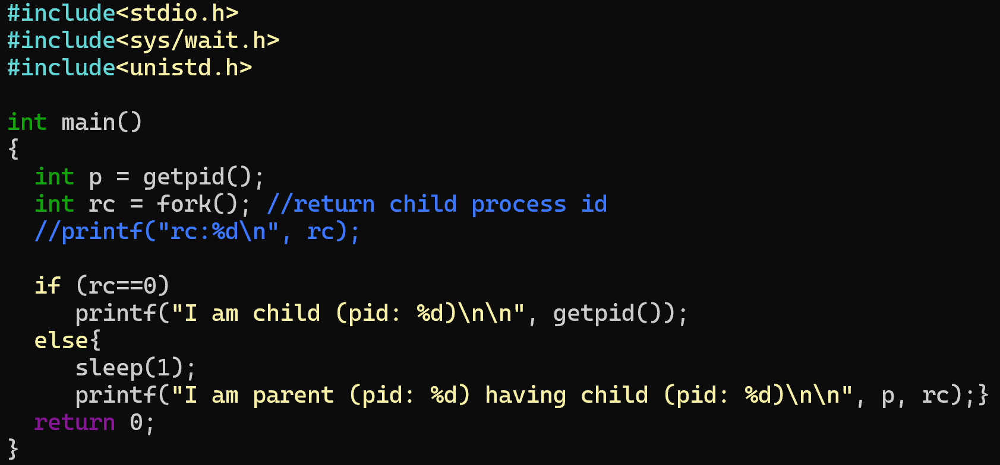 #include<stdio.h>
#include<sys/wait.h>
#include<unistd.h>

int main()
{
  int p = getpid();
  int rc = fork(); //return child process id
  //printf("rc:%d\n", rc);

  if (rc==0)
     printf("I am child (pid: %d)\n\n", getpid());
  else{
     sleep(1);
     printf("I am parent (pid: %d) having child (pid: %d)\n\n", p, rc);}
  return 0;
}